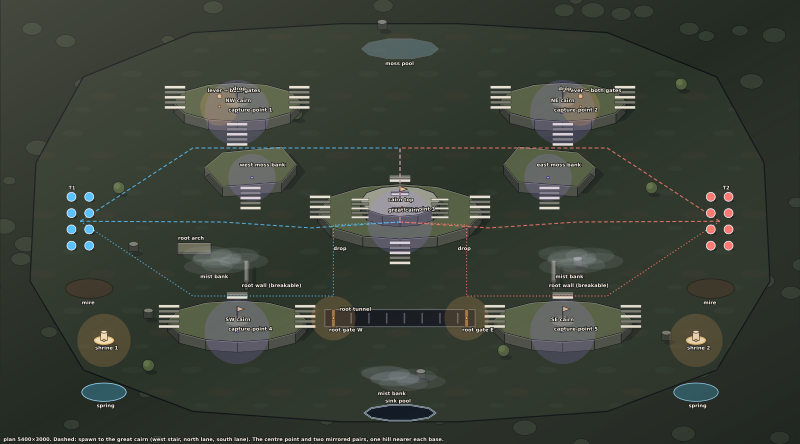 moss pool
lever — both gates
NW cairn
capture point 1
lever — both gates
NE cairn
capture point 2
west moss bank
east moss bank
T1
T2
cairn top
great cairn
root arch
drop
drop
mist bank
mist bank
root wall (breakable)
root wall (breakable)
mire
mire
root tunnel
SW cairn
capture point 4
SE cairn
capture point 5
root gate W
root gate E
shrine 1
shrine 2
mist bank
sink pool
spring
spring
plan 5400×3000. Dashed: spawn to the great cairn (west stair, north lane, south lane). The centre point and two mirrored pairs, one hill nearer each base.